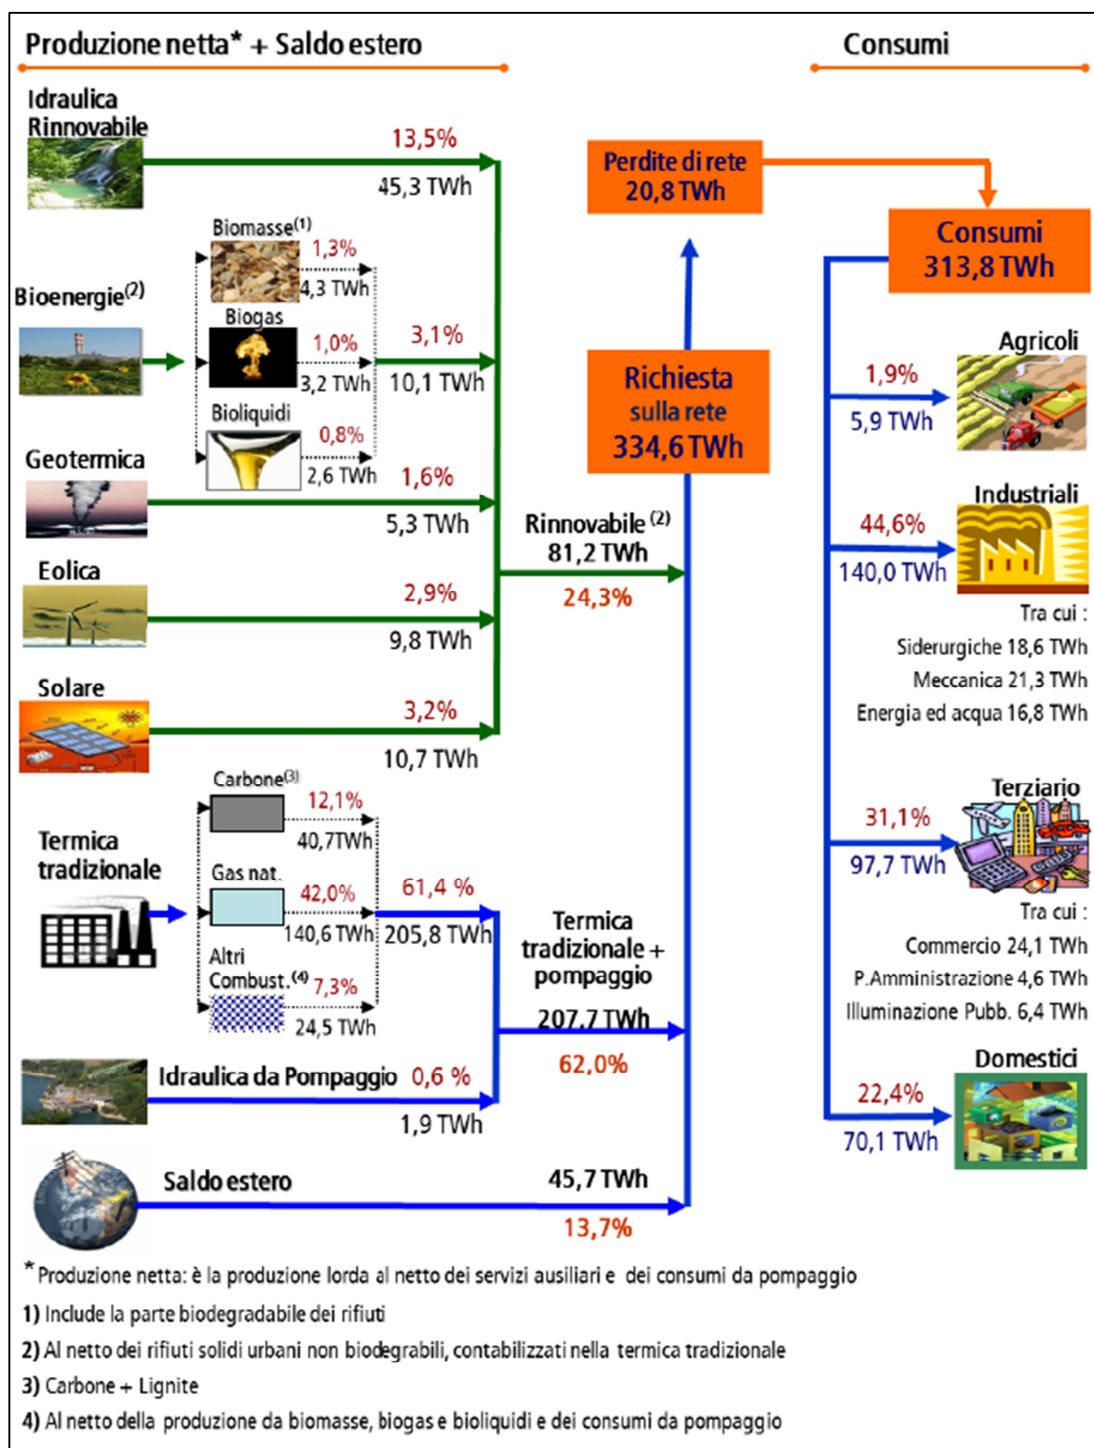 Produzione netta* + Saldo estero
Consumi
Idraulica
Rinnovabile
13,5%
45,3 TWh
Bioenergie(2)
Biomasse(1)
1,3%
4,3 TWh
Biogas
1,0%
3,2 TWh
Bioliquidi
0,8%
2,6 TWh
3,1%
10,1 TWh
Geotermica
1,6%
5,3 TWh
Eolica
2,9%
9,8 TWh
Solare
3,2%
10,7 TWh
Rinnovabile (2)
81,2 TWh
24,3%
Termica
tradizionale
Carbone(3)
12,1%
40,7TWh
Gas nat.
42,0%
140,6 TWh
Altri
Combust.(4)
7,3%
24,5 TWh
61,4 %
205,8 TWh
Idraulica da Pompaggio
0,6 %
1,9 TWh
Termica
tradizionale +
pompaggio
207,7 TWh
62,0%
Saldo estero
45,7 TWh
13,7%
Perdite di rete
20,8 TWh
Richiesta
sulla rete
334,6 TWh
Consumi
313,8 TWh
Agricoli
1,9%
5,9 TWh
Industriali
44,6%
140,0 TWh
Tra cui :
Siderurgiche 18,6 TWh
Meccanica 21,3 TWh
Energia ed acqua 16,8 TWh
Terziario
31,1%
97,7 TWh
Tra cui :
Commercio 24,1 TWh
P.Amministrazione 4,6 TWh
Illuminazione Pubb. 6,4 TWh
Domestici
22,4%
70,1 TWh
* Produzione netta: è la produzione lorda al netto dei servizi ausiliari e dei consumi da pompaggio
1) Include la parte biodegradabile dei rifiuti
2) Al netto dei rifiuti solidi urbani non biodegrabili, contabilizzati nella termica tradizionale
3) Carbone + Lignite
4) Al netto della produzione da biomasse, biogas e bioliquidi e dei consumi da pompaggio